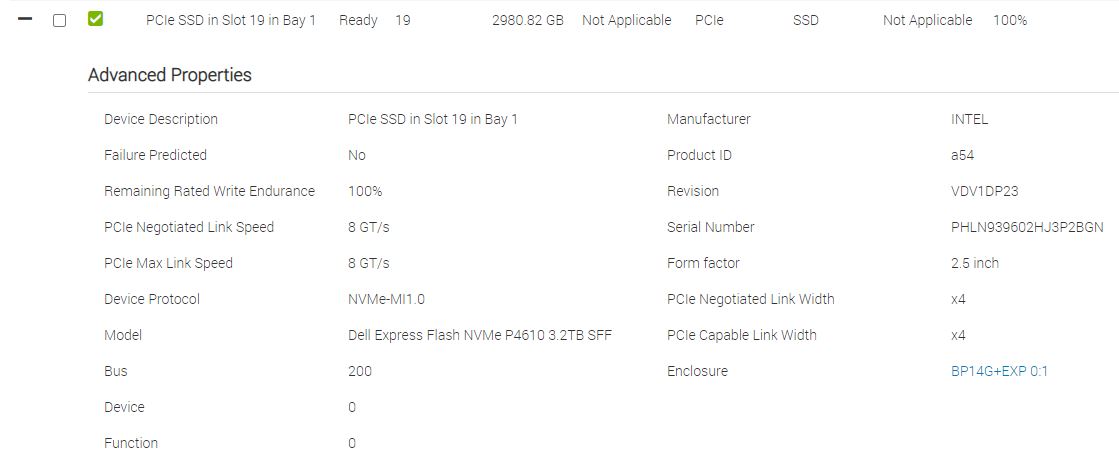 PCIe SSD in Slot 19 in Bay 1 Ready 19 2980.82 GB Not Applicable PCIe SSD Not Applicable 100%
Advanced Properties
Device Description PCIe SSD in Slot 19 in Bay 1 Manufacturer INTEL
Failure Predicted No Product ID a54
Remaining Rated Write Endurance 100% Revision VDV1DP23
PCIe Negotiated Link Speed 8 GT/s Serial Number PHLN939602HJ3P2BGN
PCIe Max Link Speed 8 GT/s Form factor 2.5 inch
Device Protocol NVMe-MI1.0 PCIe Negotiated Link Width x4
Model Dell Express Flash NVMe P4610 3.2TB SFF PCIe Capable Link Width x4
Bus 200 Enclosure BP14G+EXP 0:1
Device 0
Function 0